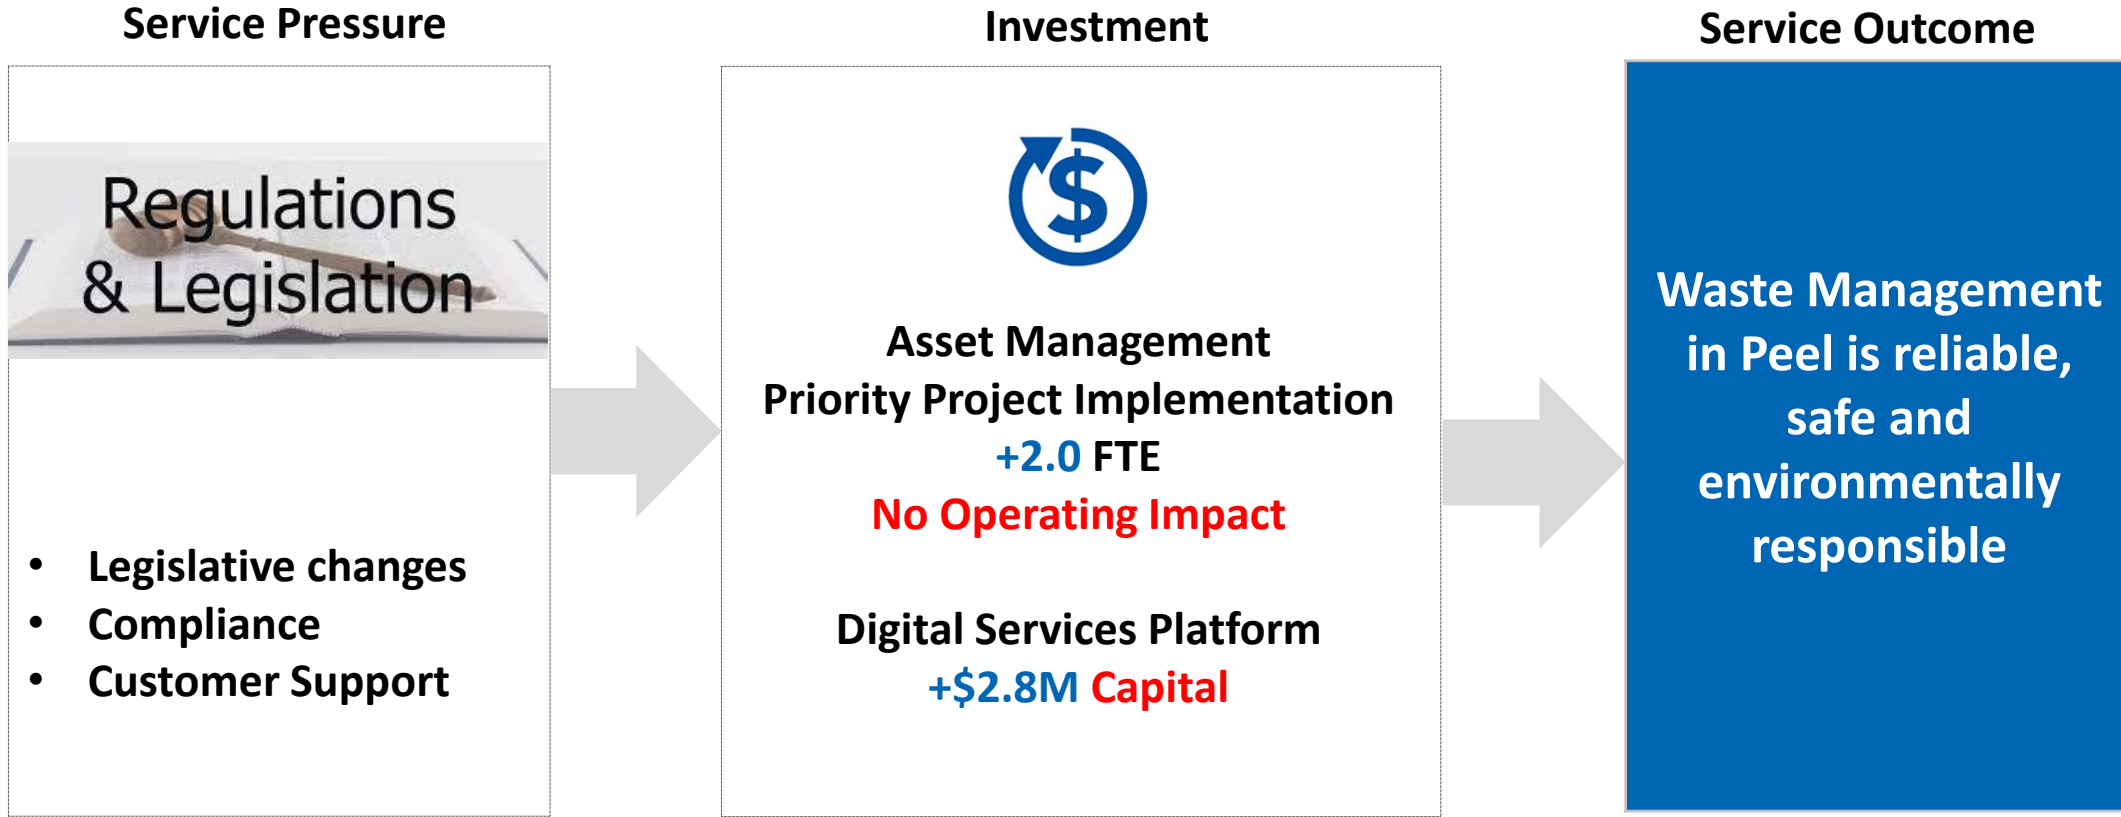 Service Pressure
Regulations
& Legislation
• Legislative changes
• Compliance
• Customer Support
Investment
$
Asset Management
Priority Project Implementation
+2.0 FTE
No Operating Impact
Digital Services Platform
+$2.8M Capital
Service Outcome
Waste Management
in Peel is reliable,
safe and
environmentally
responsible